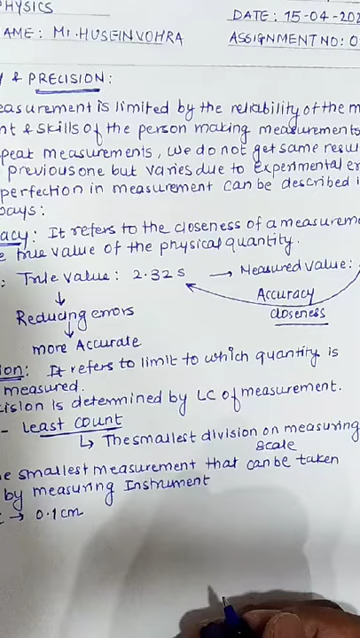 PHYSICS
DATE: 15-04-202
NAME: Mr. HUSEIN VOHRA
ASSIGNMENT NO: 0
Y & PRECISION:
easurement is limited by the reliability of the m
nt & skills of the person making measurements
peat measurements, we do not get same resu
previous one but varies due to experimental er
perfection in measurement can be described i
ays:
acy: It refers to the closeness of a measurem
e true value of the physical quantity.
: True value: 2.32 s → Measured value:
Accuracy
closeness
Reducing errors
more Accurate
ion: It refers to limit to which quantity is
measured.
cision is determined by LC of measurement.
- Least count
↳ The smallest division on measuring
scale
e smallest measurement that can be taken
by measuring Instrument
→ 0.1 cm